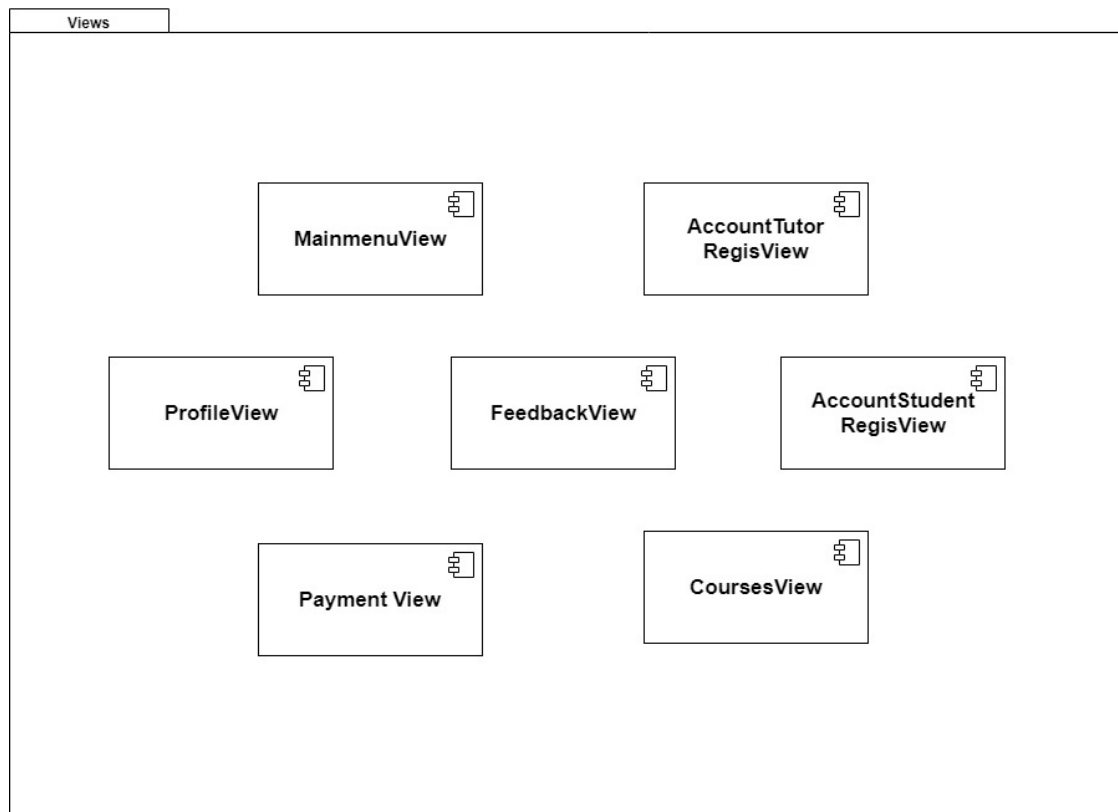 Views
MainmenuView
AccountTutor
RegisView
ProfileView
FeedbackView
AccountStudent
RegisView
Payment View
CoursesView